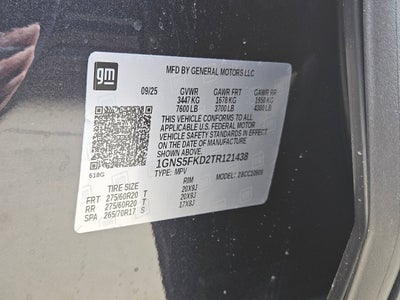 gm
MFD BY GENERAL MOTORS LLC
09/25 GVWR GAWR FRT GAWR RR
3447 KG 1678 KG 1950 KG
7600 LB 3700 LB 4300 LB
THIS VEHICLE CONFORMS TO ALL
APPLICABLE U.S. FEDERAL MOTOR
VEHICLE SAFETY STANDARDS IN EFFECT
ON THE DATE OF MANUFACTURE
SHOWN ABOVE.
1GNS5FKD2TR121438
TYPE: MPV
618G
TIRE SIZE RIM
FRT 275/60R20 T 20X9J
RR 275/60R20 T 20X9J
SPA 265/70R17 S 17X8J